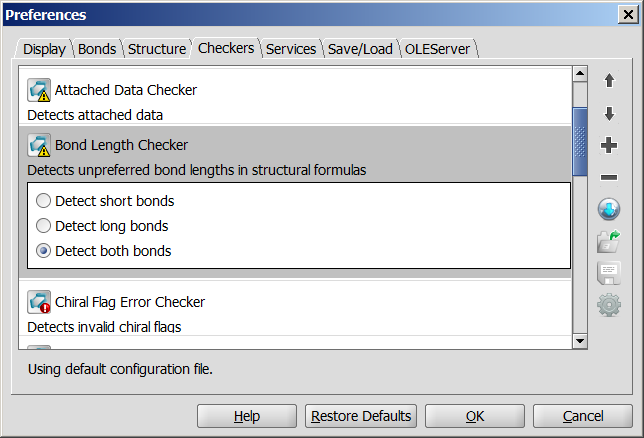 Preferences
Display Bonds Structure Checkers Services Save/Load OLEServer
Attached Data Checker
Detects attached data
Bond Length Checker
Detects unpreferred bond lengths in structural formulas
Detect short bonds
Detect long bonds
Detect both bonds
Chiral Flag Error Checker
Detects invalid chiral flags
Using default configuration file.
Help Restore Defaults OK Cancel